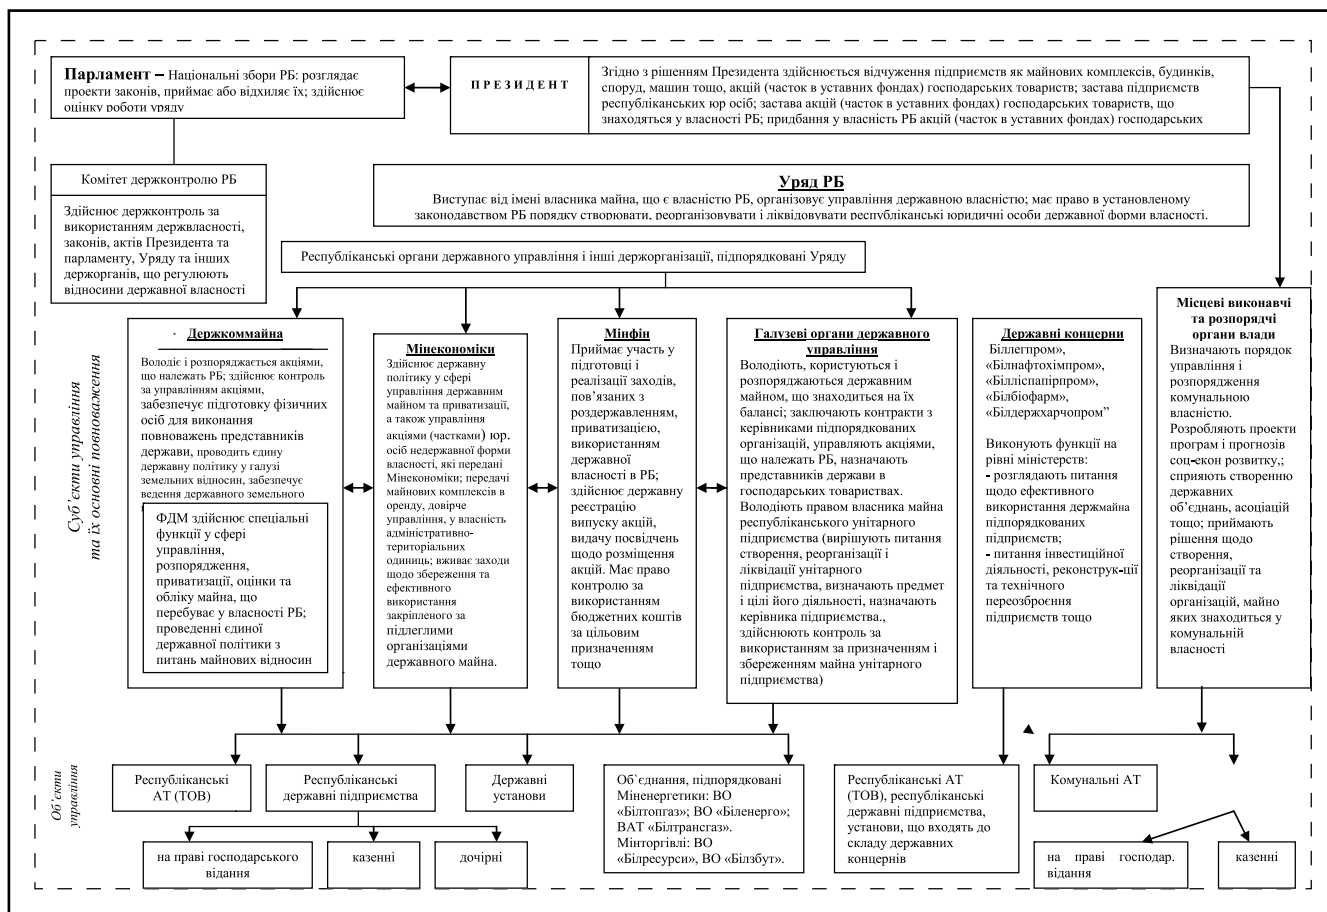 Парламент – Національні збори РБ: розглядає
проекти законів, приймає або відхиляє їх; здійснює
оцінку роботи уряду
ПРЕЗИДЕНТ
Згідно з рішенням Президента здійснюється відчуження підприємств як майнових комплексів, будинків,
споруд, машин тощо, акцій (часток в уставних фондах) господарських товариств; застава підприємств
республіканських юр осіб; застава акцій (часток в уставних фондах) господарських товариств, що
знаходяться у власності РБ; придбання у власність РБ акцій (часток в уставних фондах) господарських
Комітет держконтролю РБ
Здійснює держконтроль за
використанням держвласності,
законів, актів Президента та
парламенту, Уряду та інших
держорганів, що регулюють
відносини державної власності
Уряд РБ
Виступає від імені власника майна, що є власністю РБ, організовує управління державною власністю; має право в установленому
законодавством РБ порядку створювати, реорганізовувати і ліквідовувати республіканські юридичні особи державної форми власності.
Республіканські органи державного управління і інші держорганізації, підпорядковані Уряду
Суб’єкти управління
та їх основні повноваження
Держкоммайна
Володіє і розпоряджається акціями,
що належать РБ; здійснює контроль
за управлінням акціями,
забезпечує підготовку фізичних
осіб для виконання
повноважень представників
держави, проводить єдину
державну політику у галузі
земельних відносин, забезпечує
ведення державного земельного
ФДМ здійснює спеціальні
функції у сфері
управління,
розпорядження,
приватизації, оцінки та
обліку майна, що
перебуває у власності РБ;
проведенні єдиної
державної політики з
питань майнових відносин
Мінекономіки
Здійснює державну
політику у сфері
управління державним
майном та приватизації,
а також управління
акціями (частками) юр.
осіб недержавної форми
власності, які передані
Мінекономіки; передачі
майнових комплексів в
оренду, довірче
управління, у власність
адміністративно-
територіальних
одиниць; вживає заходи
щодо збереження та
ефективного
використання
закріпленого за
підлеглими
організаціями
державного майна.
Мінфін
Приймає участь у
підготовці і
реалізації заходів,
пов’язаних з
роздержавленням,
приватизацією,
використанням
державної
власності в РБ;
здійснює державну
реєстрацію
випуску акцій,
видачу посвідчень
щодо розміщення
акцій. Має право
контролю за
використанням
бюджетних коштів
за цільовим
призначенням
тощо
Галузеві органи державного
управління
Володіють, користуються і
розпоряджаються державним
майном, що знаходиться на їх
балансі; заключають контракти з
керівниками підпорядкованих
організацій, управляють акціями,
що належать РБ, назначають
представників держави в
господарських товариствах.
Володіють правом власника майна
республіканського унітарного
підприємства (вирішують питання
створення, реорганізації і
ліквідації унітарного
підприємства, визначають предмет
і цілі його діяльності, назначають
керівника підприємства.,
здійснюють контроль за
використанням за призначенням і
збереженням майна унітарного
підприємства)
Державні концерни
Біллегпром»,
«Білнафтохімпром»,
«Білліспапірпром»,
«Білбіофарм»,
«Білдержхарчопром”
Виконують функції на
рівні міністерств:
- розглядають питання
щодо ефективного
використання держмайна
підпорядкованих
підприємств;
- питання інвестиційної
діяльності, реконструк-ції
та технічного
переозброєння
підприємств тощо
Місцеві виконавчі
та розпорядчі
органи влади
Визначають порядок
управління і
розпорядження
комунальною
власністю.
Розробляють проекти
програм і прогнозів
соц-екон розвитку,;
сприяють створенню
державних
об’єднань, асоціацій
тощо; приймають
рішення щодо
створення,
реорганізації та
ліквідації
організацій, майно
яких знаходиться у
комунальній
власності
Об’єкти
управління
Республіканські
АТ (ТОВ)
Республіканські
державні підприємства
Державні
установи
Об`єднання, підпорядковані
Міненергетики: ВО
«Білтопгаз»; ВО «Біленерго»;
ВАТ «Білтрансгаз».
Мінторгівлі: ВО
«Білресурси», ВО «Білзбут».
Республіканські АТ
(ТОВ), республіканські
державні підприємства,
установи, що входять до
складу державних
концернів
Комунальні АТ
на праві господарського
відання
казенні
дочірні
на праві господар.
відання
казенні